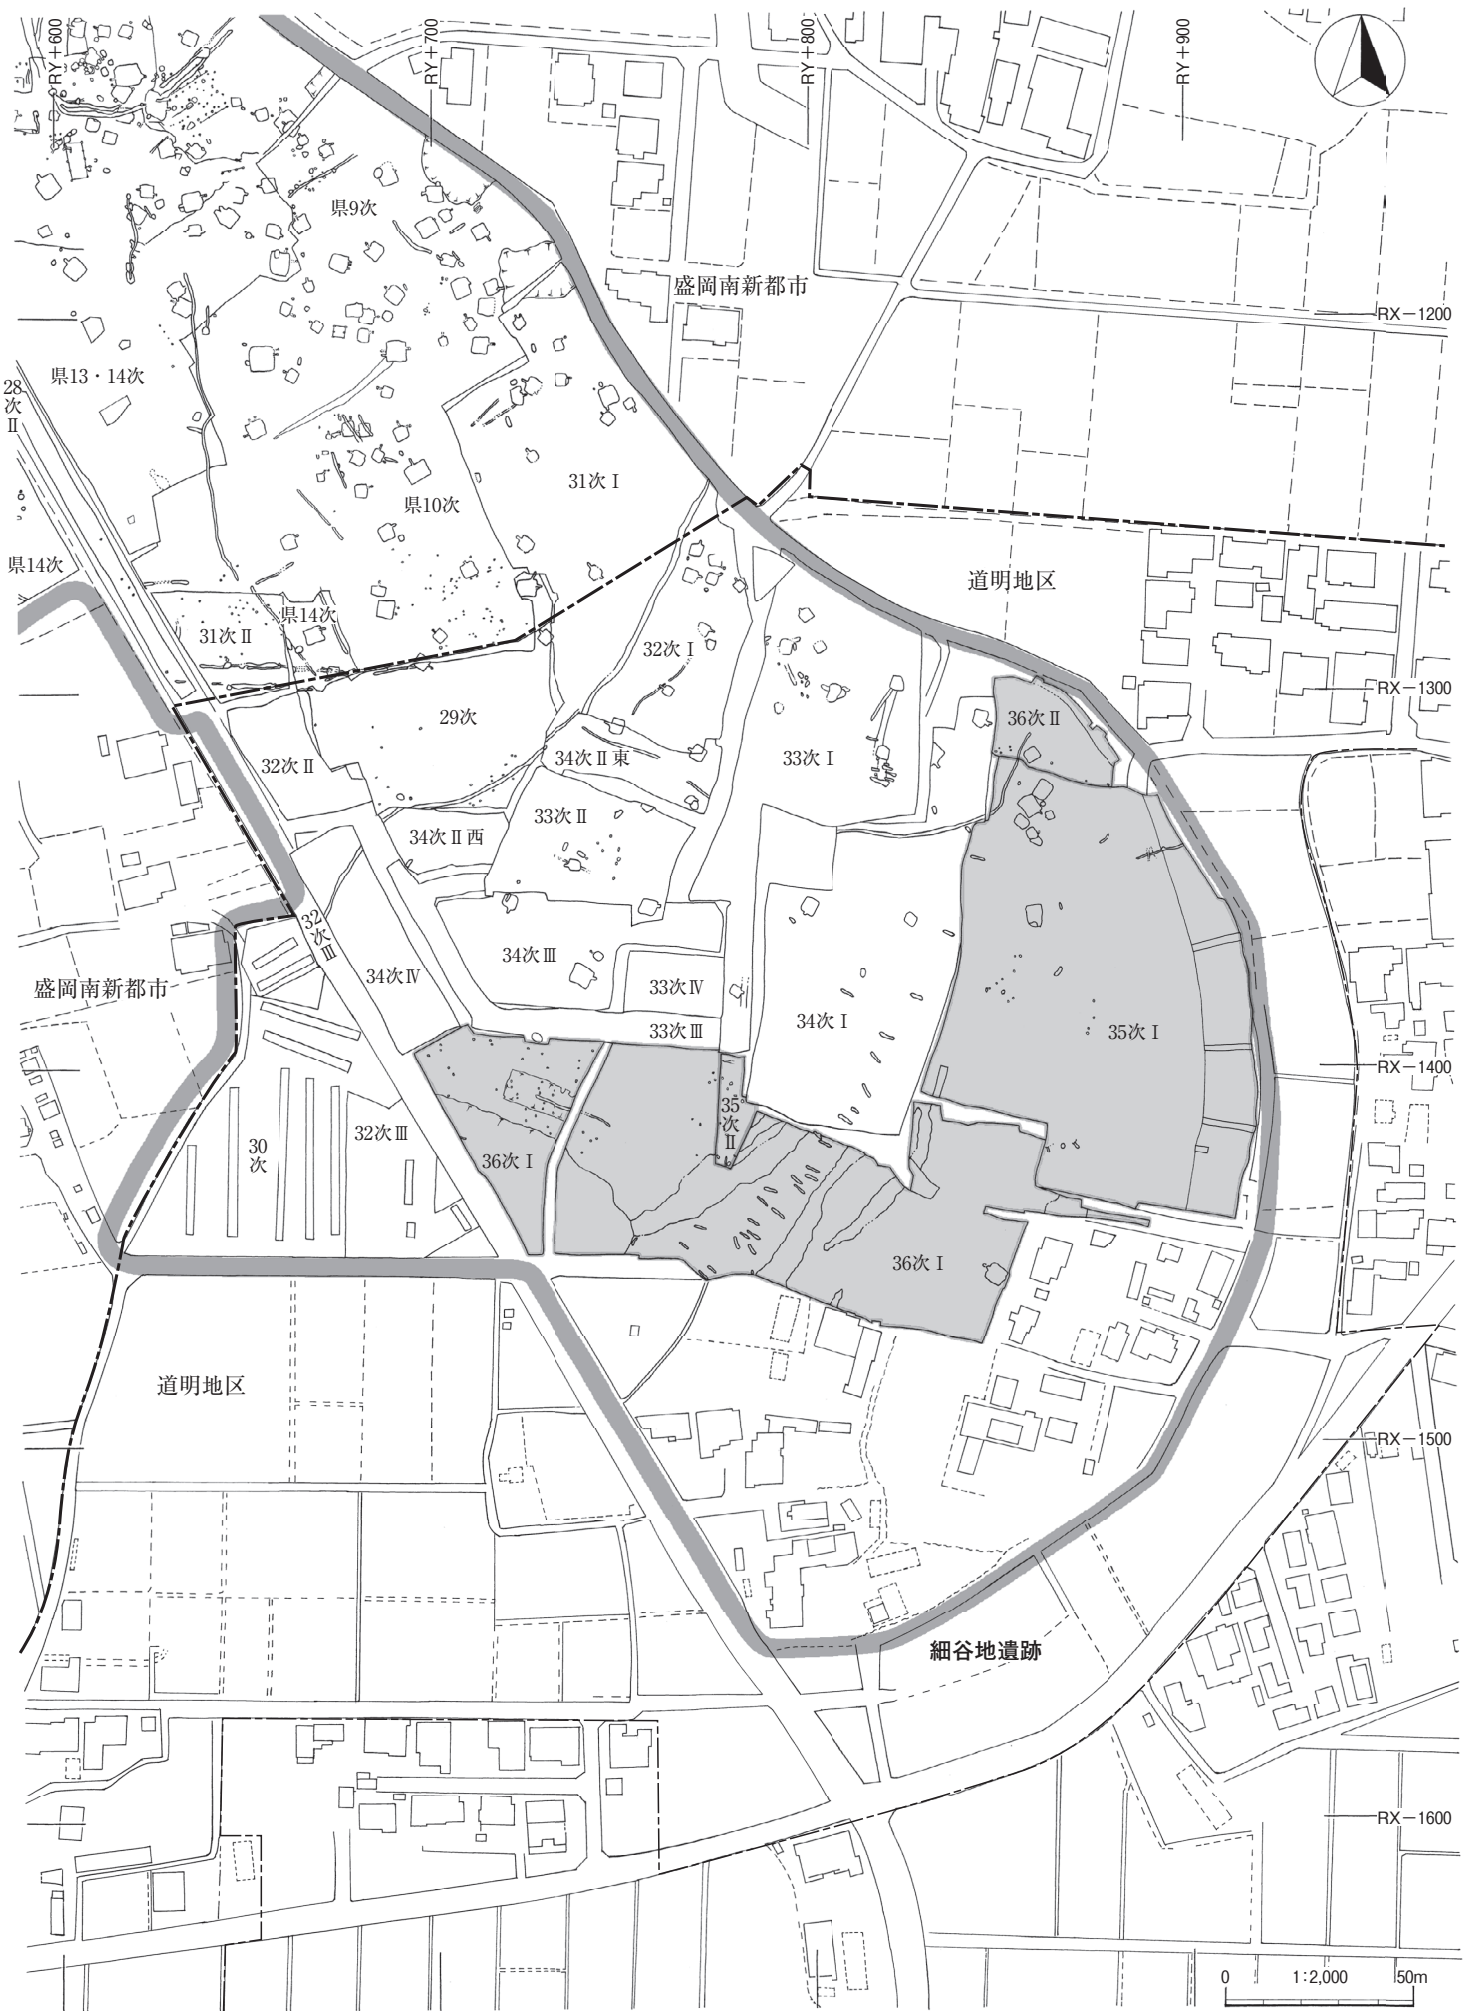 RY+600
RY+700
RY+800
RY+900
県9次
盛岡南新都市
RX-1200
県13・14次
28次Ⅱ
31次Ⅰ
県10次
県14次
道明地区
県14次
31次Ⅱ
32次Ⅰ
RX-1300
29次
36次Ⅱ
34次Ⅱ東
33次Ⅰ
32次Ⅱ
33次Ⅱ
34次Ⅱ西
32次Ⅲ
34次Ⅲ
34次Ⅳ
33次Ⅳ
盛岡南新都市
34次Ⅰ
33次Ⅲ
35次Ⅰ
RX-1400
35次Ⅱ
32次Ⅲ
30次
36次Ⅰ
36次Ⅰ
道明地区
RX-1500
細谷地遺跡
RX-1600
0 1:2,000 50m